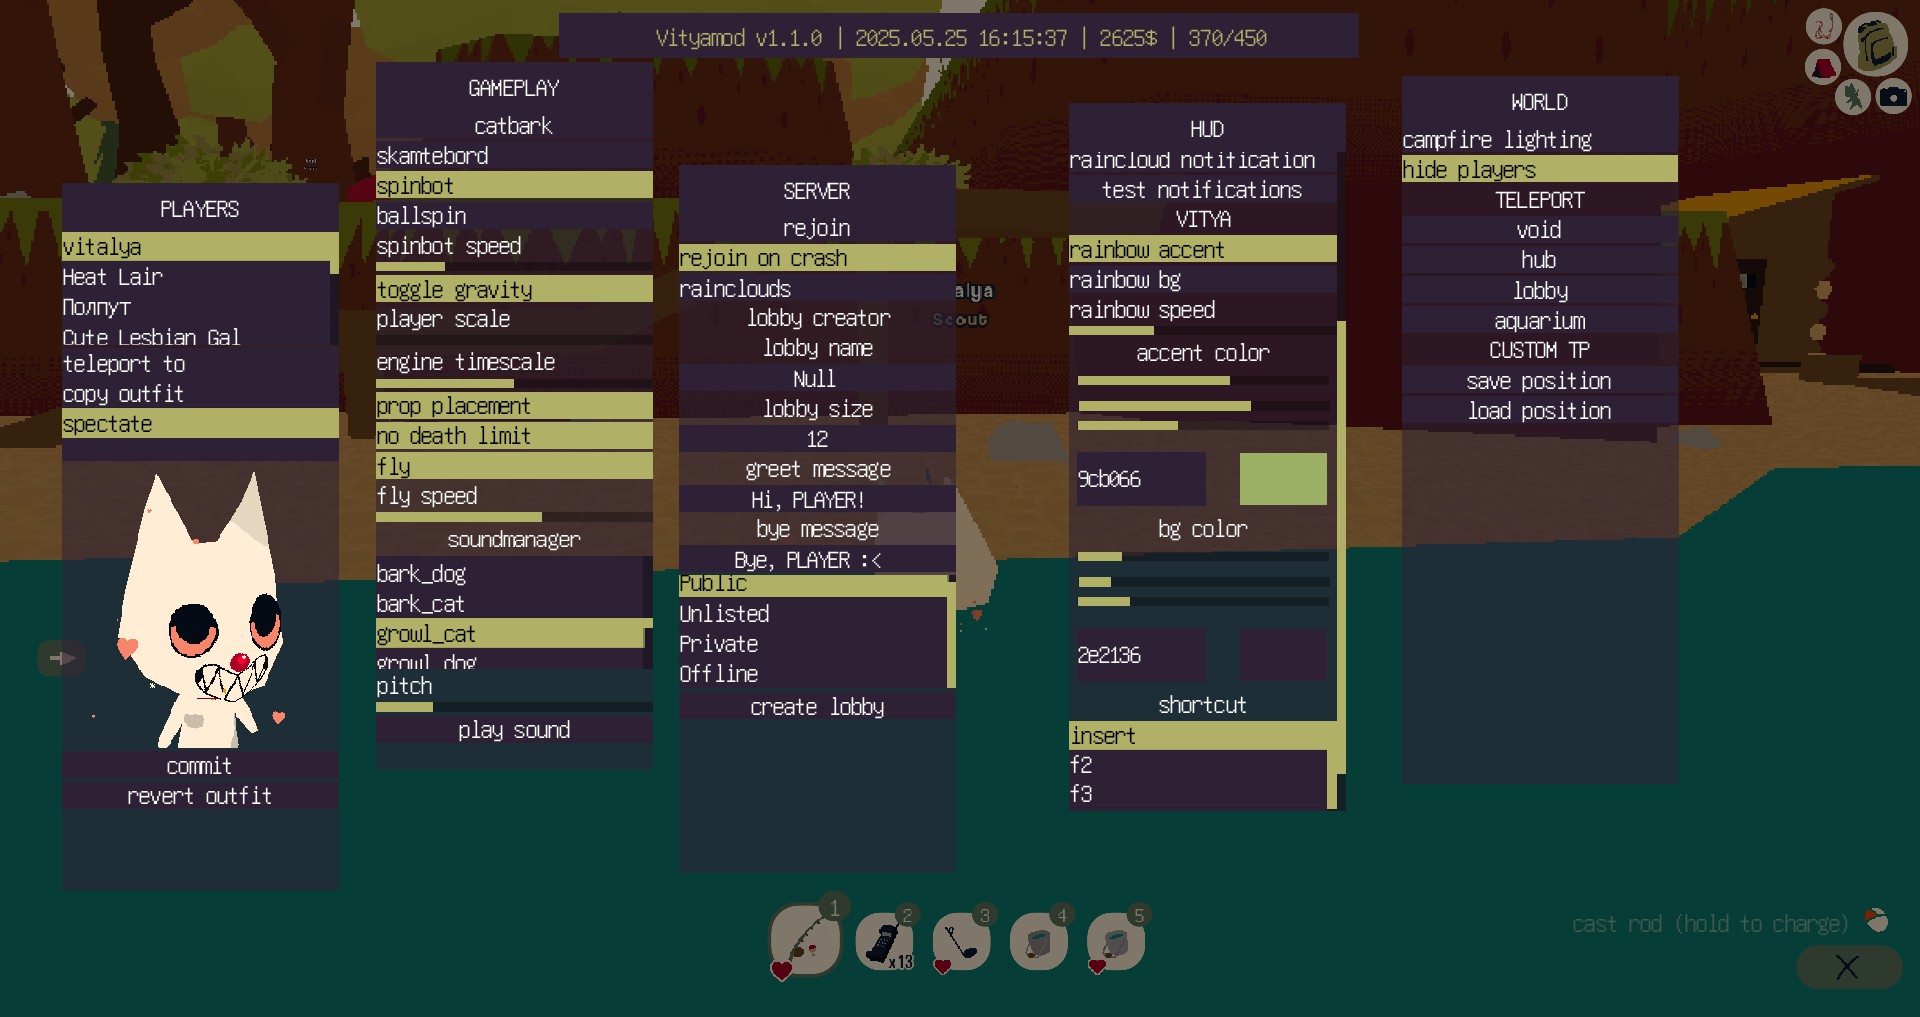 Vityamod v1.1.0 | 2025.05.25 16:15:37 | 2625$ | 370/450
PLAYERS
vitalya
Heat Lair
Полпут
Cute Lesbian Gal
teleport to
copy outfit
spectate
commit
revert outfit
GAMEPLAY
catbark
skamtebord
spinbot
ballspin
spinbot speed
toggle gravity
player scale
engine timescale
prop placement
no death limit
fly
fly speed
soundmanager
bark_dog
bark_cat
growl_cat
growl_dog
pitch
play sound
SERVER
rejoin
rejoin on crash
rainclouds
lobby creator
lobby name
Null
lobby size
12
greet message
Hi, PLAYER!
bye message
Bye, PLAYER :<
Public
Unlisted
Private
Offline
create lobby
alya
Scout
HUD
raincloud notification
test notifications
VITYA
rainbow accent
rainbow bg
rainbow speed
accent color
9cb066
bg color
2e2136
shortcut
insert
f2
f3
WORLD
campfire lighting
hide players
TELEPORT
void
hub
lobby
aquarium
CUSTOM TP
save position
load position
1
2
3
4
5
x13
cast rod (hold to charge)
X